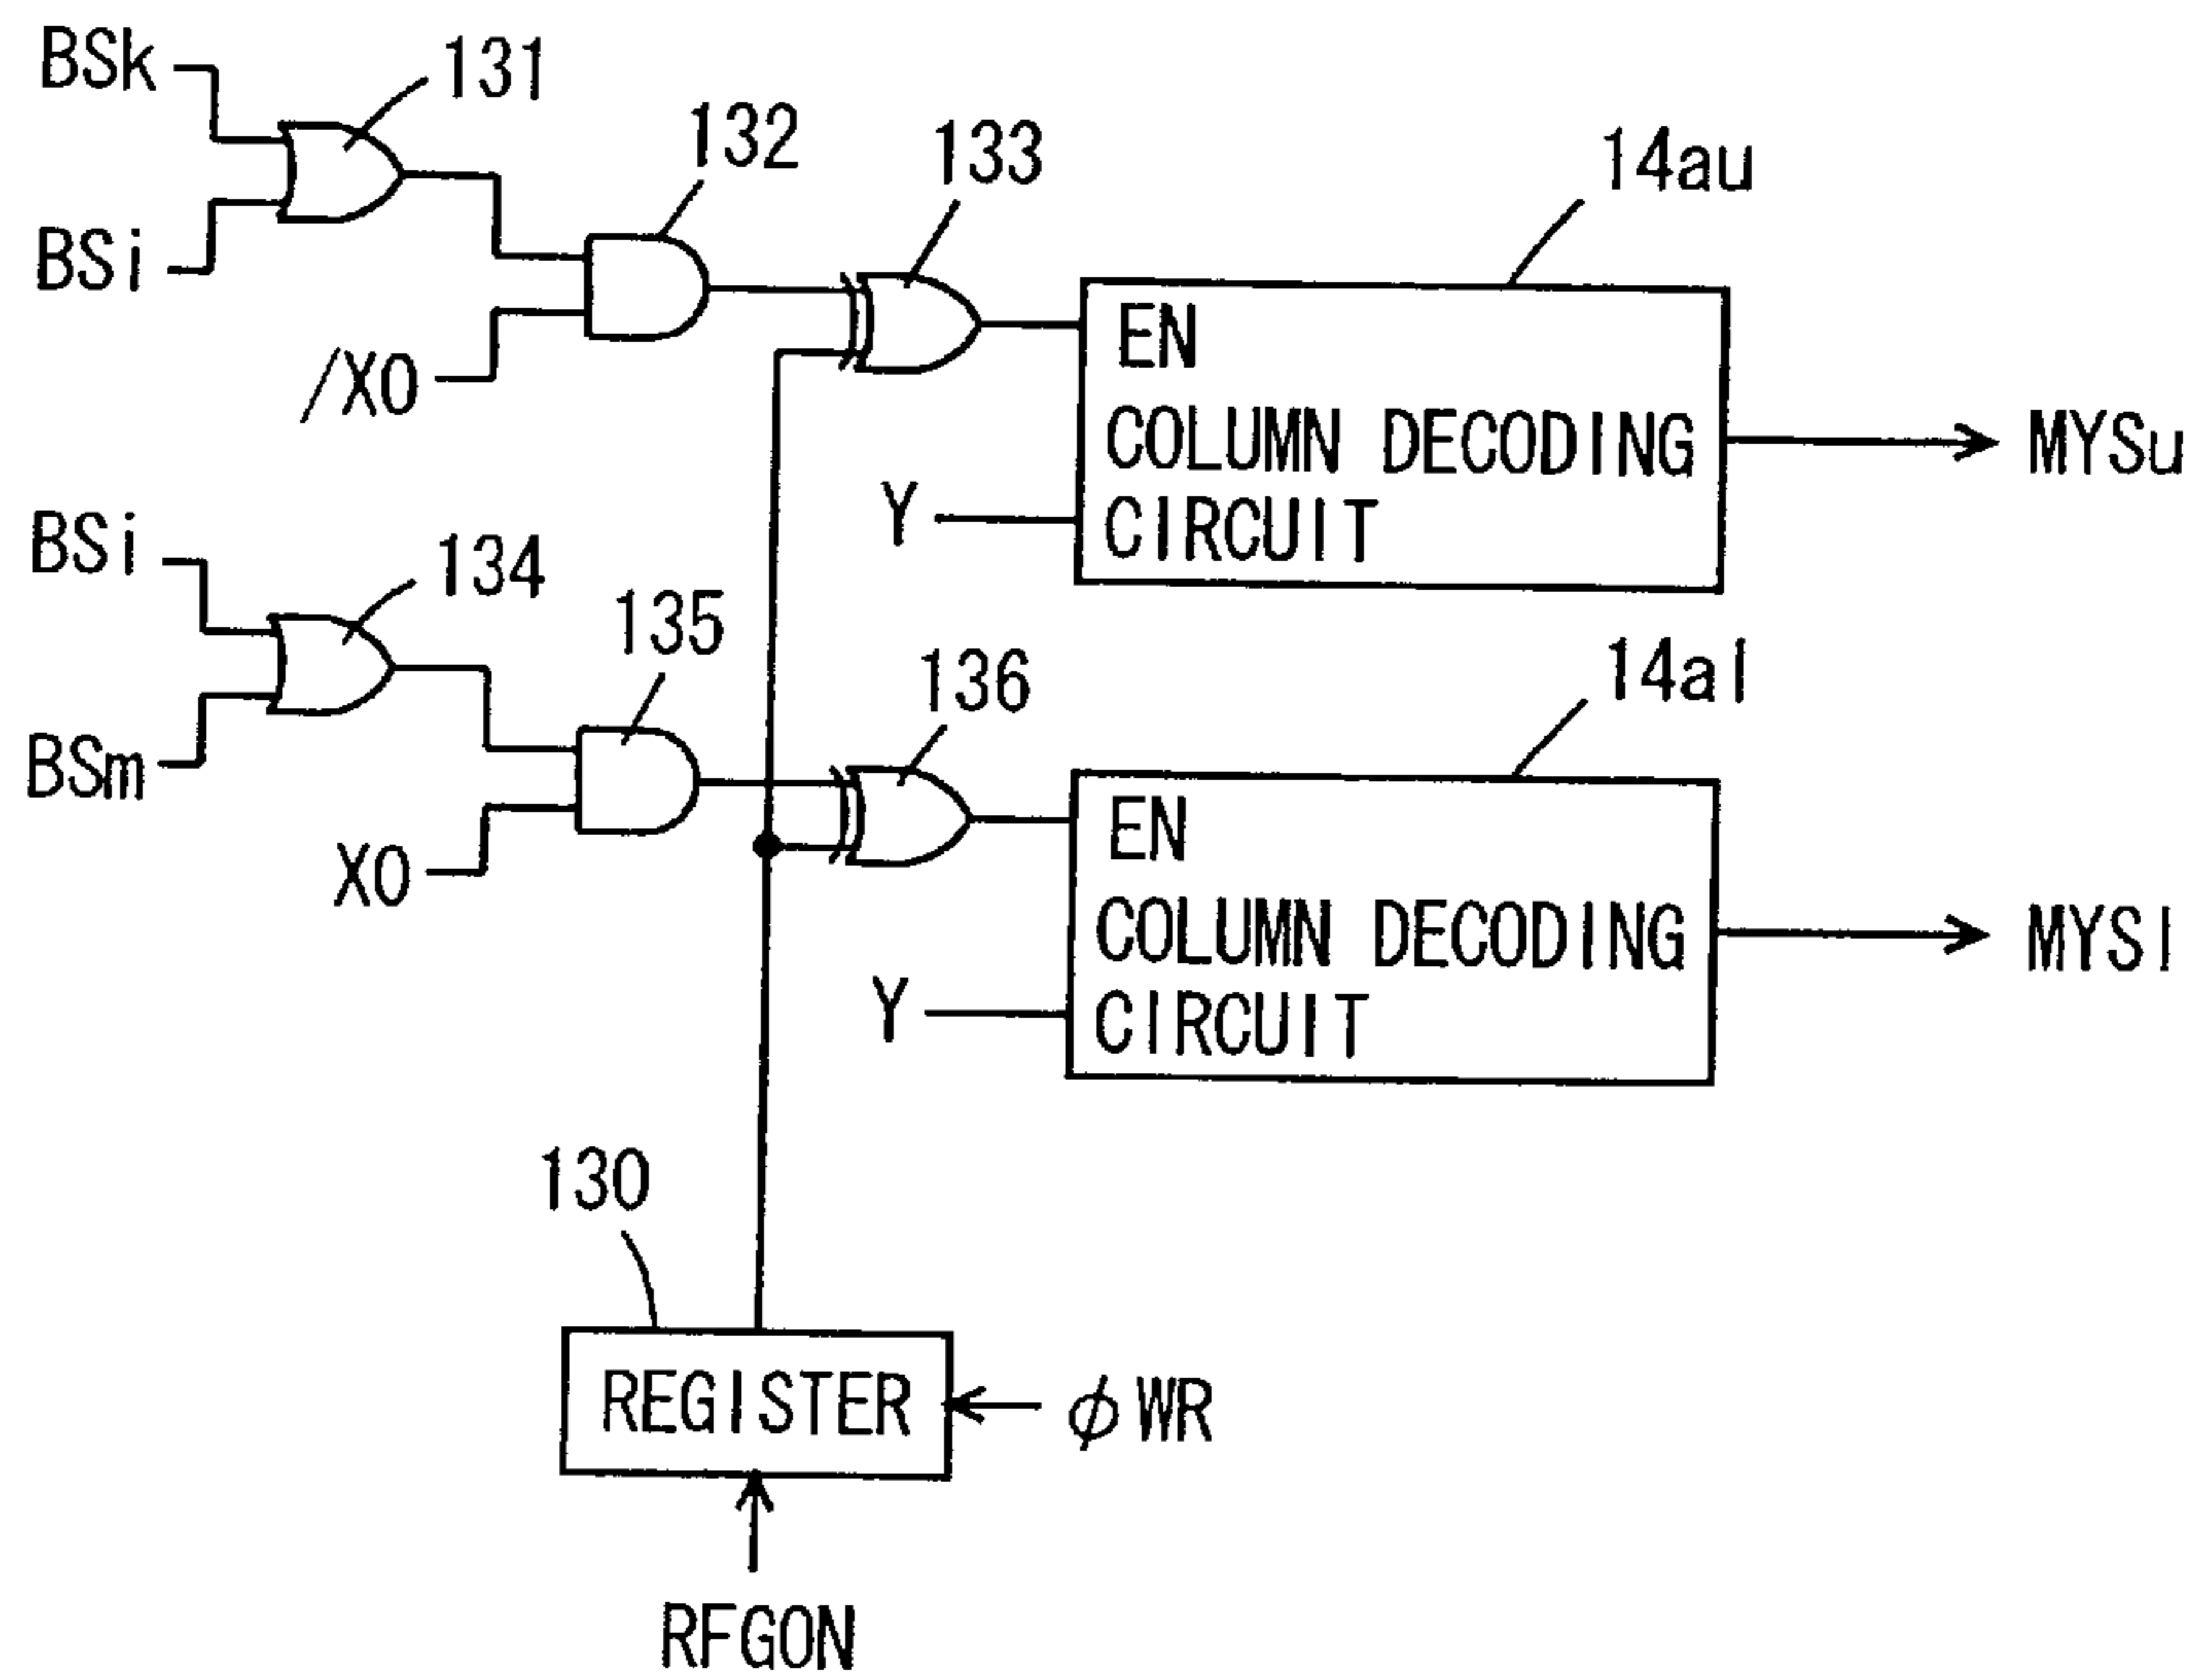 BSk
131
132
133
14au
BSi
/X0
EN
COLUMN DECODING
CIRCUIT
Y
MYSu
BSi
134
135
136
14al
BSm
X0
EN
COLUMN DECODING
CIRCUIT
Y
MYSl
130
REGISTER
φWR
RFGON